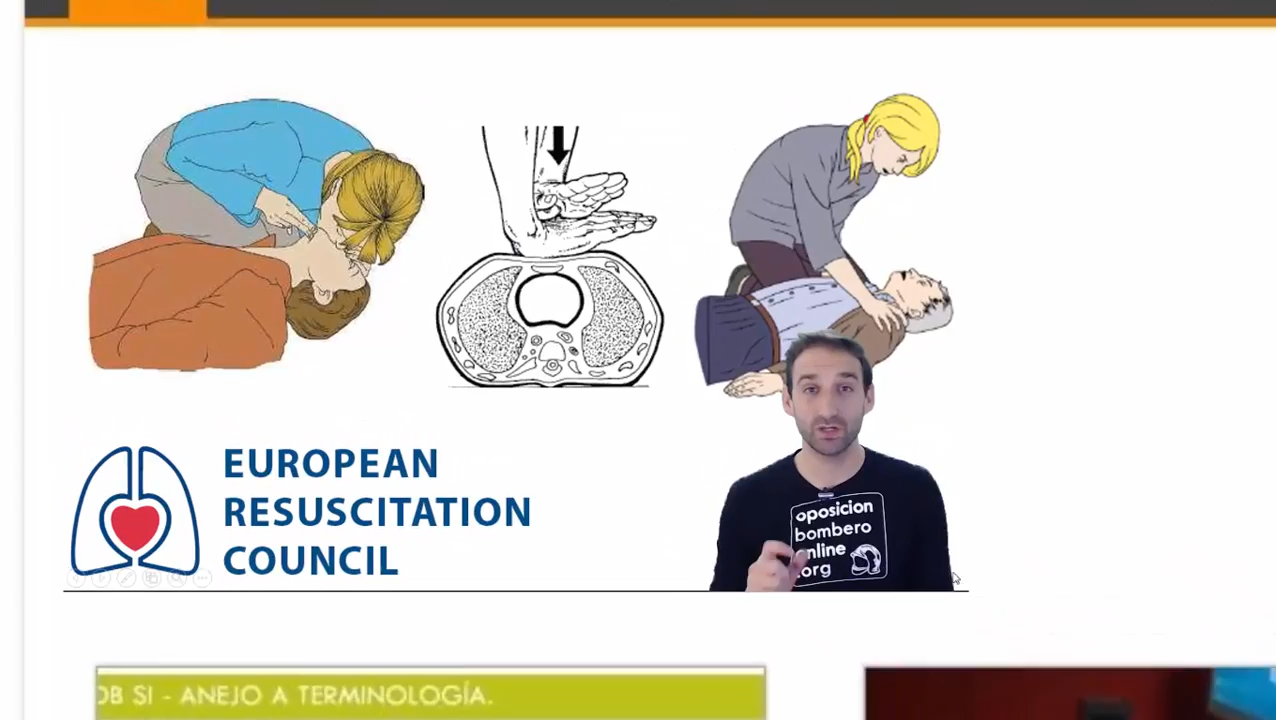 EUROPEAN
RESUSCITATION
COUNCIL
oposicion
bombero
online
.org
DB SI - ANEJO A TERMINOLOGÍA.